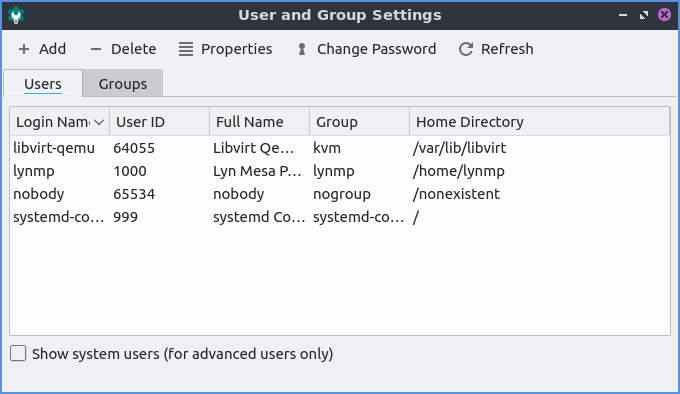 User and Group Settings
Add Delete Properties Change Password Refresh
Users Groups
Login Nam User ID Full Name Group Home Directory
libvirt-qemu 64055 Libvirt Qe... kvm /var/lib/libvirt
lynmp 1000 Lyn Mesa P... lynmp /home/lynmp
nobody 65534 nobody nogroup /nonexistent
systemd-co... 999 systemd Co... systemd-co... /
Show system users (for advanced users only)